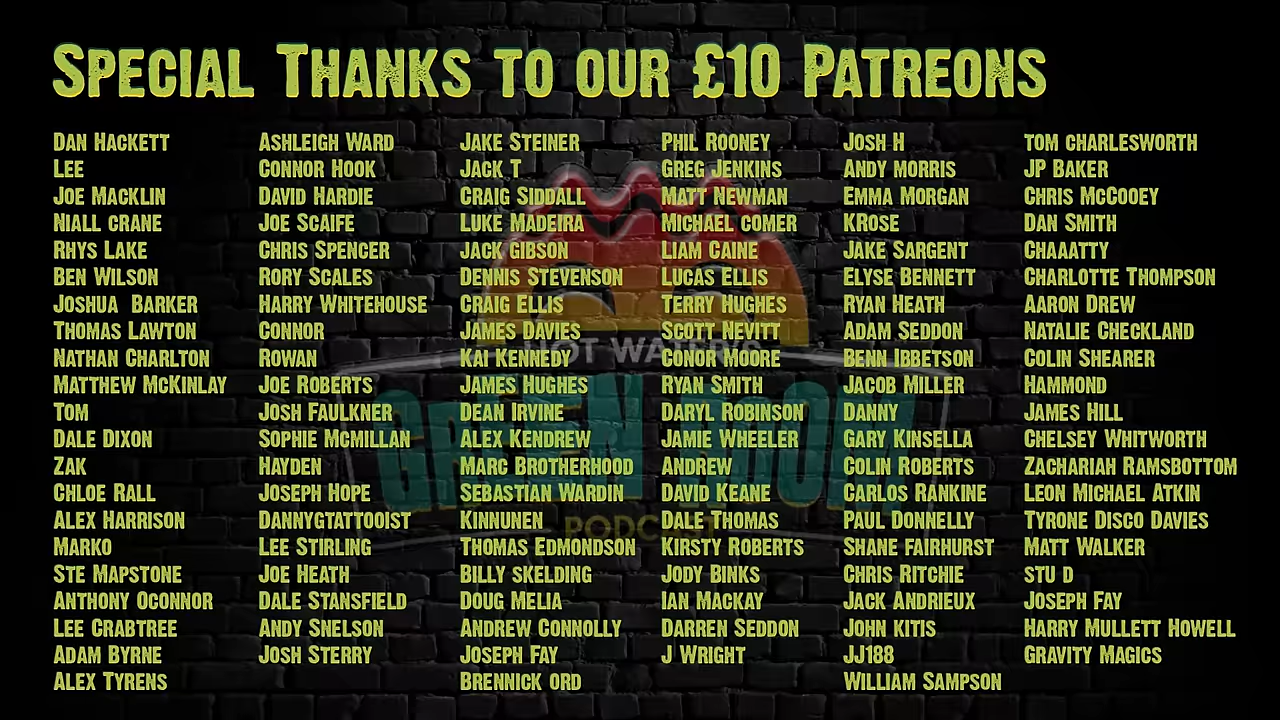 Special Thanks to our £10 Patreons
Dan Hackett
Lee
Joe Macklin
Niall crane
Rhys Lake
Ben Wilson
Joshua  Barker
Thomas Lawton
Nathan Charlton
Matthew McKinlay
Tom
Dale Dixon
Zak
Chloe Rall
Alex Harrison
Marko
Ste Mapstone
Anthony Oconnor
Lee Crabtree
Adam Byrne
Alex Tyrens
Ashleigh Ward
Connor Hook
David Hardie
Joe Scaife
Chris Spencer
Rory Scales
Harry Whitehouse
Connor
Rowan
Joe Roberts
Josh Faulkner
Sophie Mcmillan
Hayden
Joseph Hope
Dannygtattooist
Lee Stirling
Joe Heath
Dale Stansfield
Andy Snelson
Josh Sterry
Jake Steiner
Jack T
Craig Siddall
Luke Madeira
Jack Gibson
Dennis Stevenson
Craig Ellis
James Davies
Kai Kennedy
James Hughes
Dean Irvine
Alex Kendrew
Marc Brotherhood
Sebastian Wardin
Kinnunen
Thomas Edmondson
Billy skelding
Doug Melia
Andrew Connolly
Joseph Fay
Brennick ord
Phil Rooney
Greg Jenkins
Matt Newman
Michael comer
Liam Caine
Lucas Ellis
Terry Hughes
Scott Nevitt
Conor Moore
Ryan Smith
Daryl Robinson
Jamie Wheeler
Andrew
David Keane
Dale Thomas
Kirsty Roberts
Jody Binks
Ian Mackay
Darren Seddon
J Wright
Josh H
Andy morris
Emma Morgan
KRose
Jake Sargent
Elyse Bennett
Ryan Heath
Adam Seddon
Benn Ibbetson
Jacob Miller
Danny
Gary Kinsella
Colin Roberts
Carlos Rankine
Paul Donnelly
Shane fairhurst
Chris Ritchie
Jack Andrieux
John kitis
JJ188
William Sampson
tom charlesworth
JP Baker
Chris McCooey
Dan Smith
Chaaatty
Charlotte Thompson
Aaron Drew
Natalie Checkland
Colin Shearer
Hammond
James Hill
Chelsey Whitworth
Zachariah Ramsbottom
Leon Michael Atkin
Tyrone Disco Davies
Matt Walker
stu d
Joseph Fay
Harry Mullett Howell
Gravity Magics
HOT WATER'S
GREEN ROOM
PODCAST